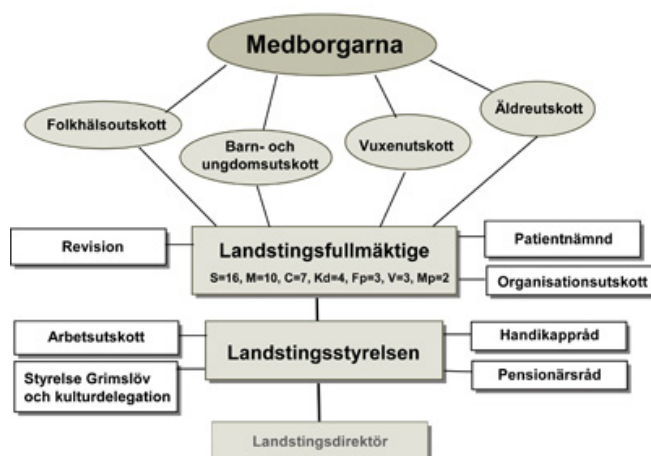 Medborgarna
Folkhälsoutskott
Barn- och
ungdomsutskott
Vuxenutskott
Äldreutskott
Revision
Landstingsfullmäktige
S=16, M=10, C=7, Kd=4, Fp=3, V=3, Mp=2
Patientnämnd
Organisationsutskott
Arbetsutskott
Styrelse Grimslöv
och kulturdelegation
Landstingsstyrelsen
Handikappråd
Pensionärsråd
Landstingsdirektör